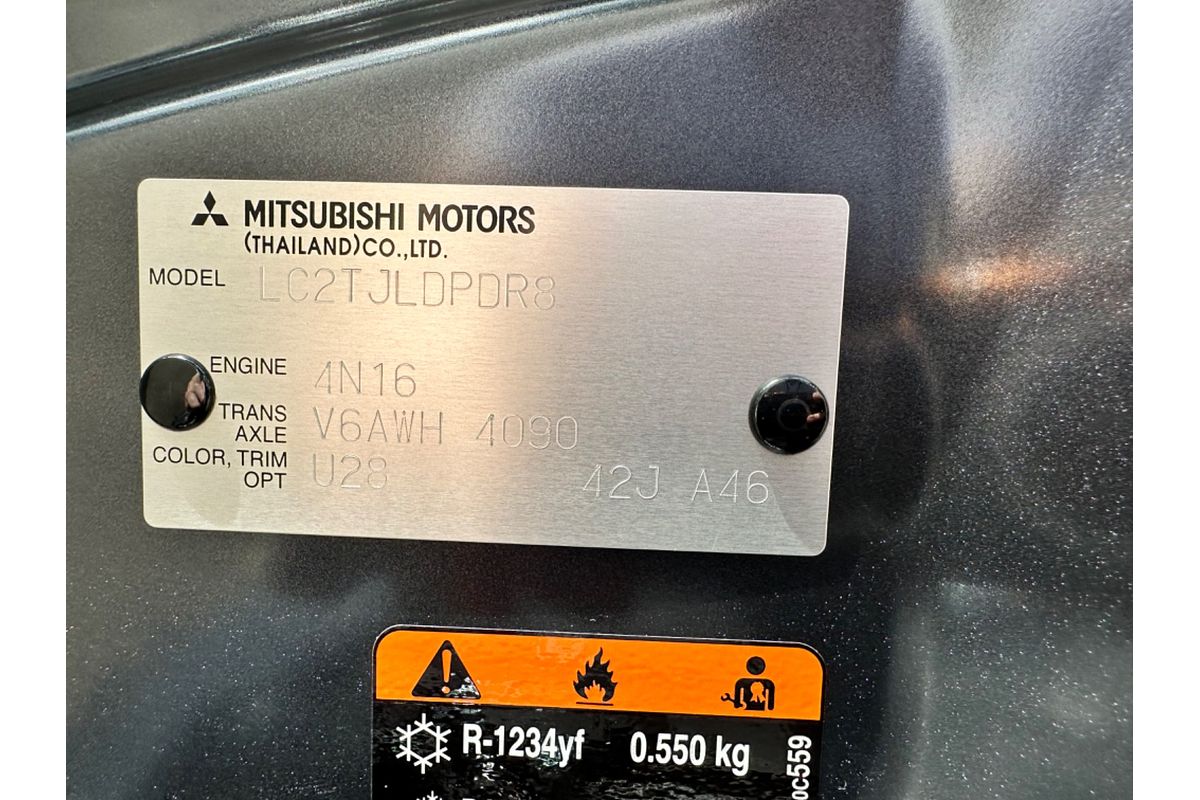 MITSUBISHI MOTORS
(THAILAND)CO.,LTD.
MODEL LC2TJLDPDR8
ENGINE 4N16
TRANS AXLE V6AWH 4090
COLOR, TRIM OPT U28 42J A46
R-1234yf 0.550 kg
0c559